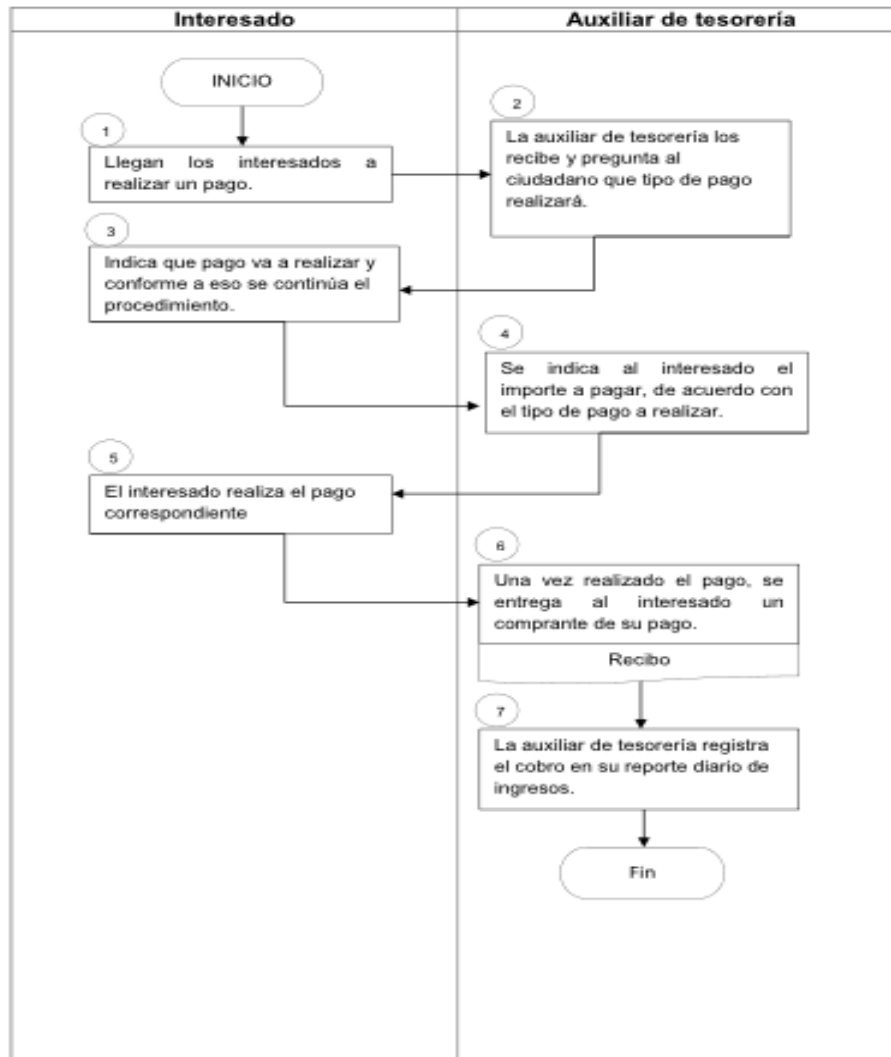 Interesado
Auxiliar de tesorería
INICIO
1
Llegan los interesados a
realizar un pago.
2
La auxiliar de tesorería los
recibe y pregunta al
ciudadano que tipo de pago
realizará.
3
Indica que pago va a realizar y
conforme a eso se continúa el
procedimiento.
4
Se indica al interesado el
importe a pagar, de acuerdo con
el tipo de pago a realizar.
5
El interesado realiza el pago
correspondiente
6
Una vez realizado el pago, se
entrega al interesado un
comprante de su pago.
Recibo
7
La auxiliar de tesorería registra
el cobro en su reporte diario de
ingresos.
Fin